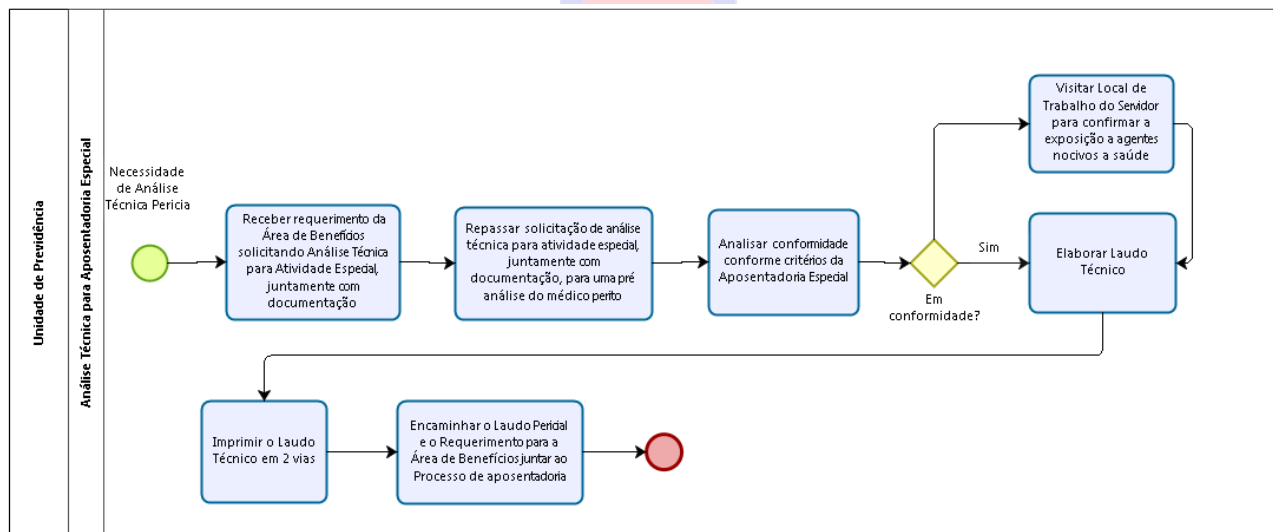 Unidade de Previdência
Análise Técnica para Aposentadoria Especial
Necessidade
de Análise
Técnica Pericia
Receber requerimento da
Área de Benefícios
solicitando Análise Técnica
para Atividade Especial,
juntamente com
documentação
Repassar solicitação de análise
técnica para atividade especial,
juntamente com
documentação, para uma pré
análise do médico perito
Analisar conformidade
conforme critérios da
Aposentadoria Especial
Em
conformidade?
Sim
Visitar Local de
Trabalho do Servidor
para confirmar a
exposição a agentes
nocivos a saúde
Elaborar Laudo
Técnico
Imprimir o Laudo
Técnico em 2 vias
Encaminhar o Laudo Pericial
e o Requerimento para a
Área de Benefícios juntar ao
Processo de aposentadoria